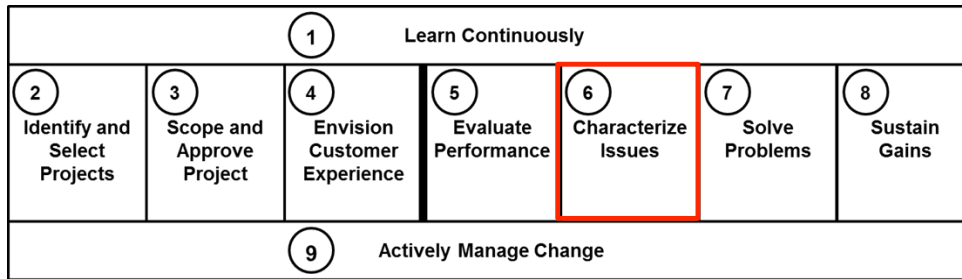 1 Learn Continuously
2
Identify and
Select
Projects
3
Scope and
Approve
Project
4
Envision
Customer
Experience
5
Evaluate
Performance
6
Characterize
Issues
7
Solve
Problems
8
Sustain
Gains
9 Actively Manage Change